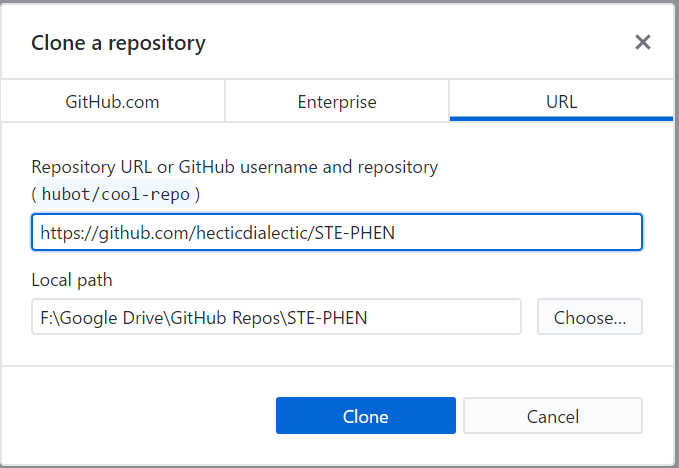 Clone a repository
GitHub.com
Enterprise
URL
Repository URL or GitHub username and repository
( hubot/cool-repo )
https://github.com/hecticdialectic/STE-PHEN
Local path
F:\Google Drive\GitHub Repos\STE-PHEN
Choose...
Clone
Cancel